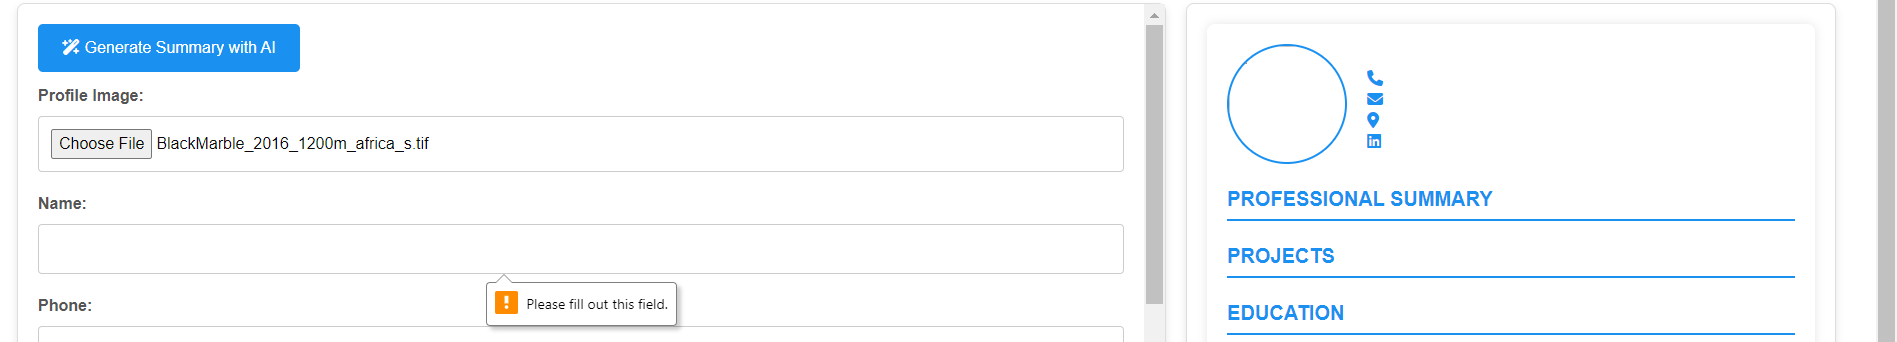 Generate Summary with AI
Profile Image:
Choose File BlackMarble_2016_1200m_africa_s.tif
Name:
Please fill out this field.
Phone:
PROFESSIONAL SUMMARY
PROJECTS
EDUCATION